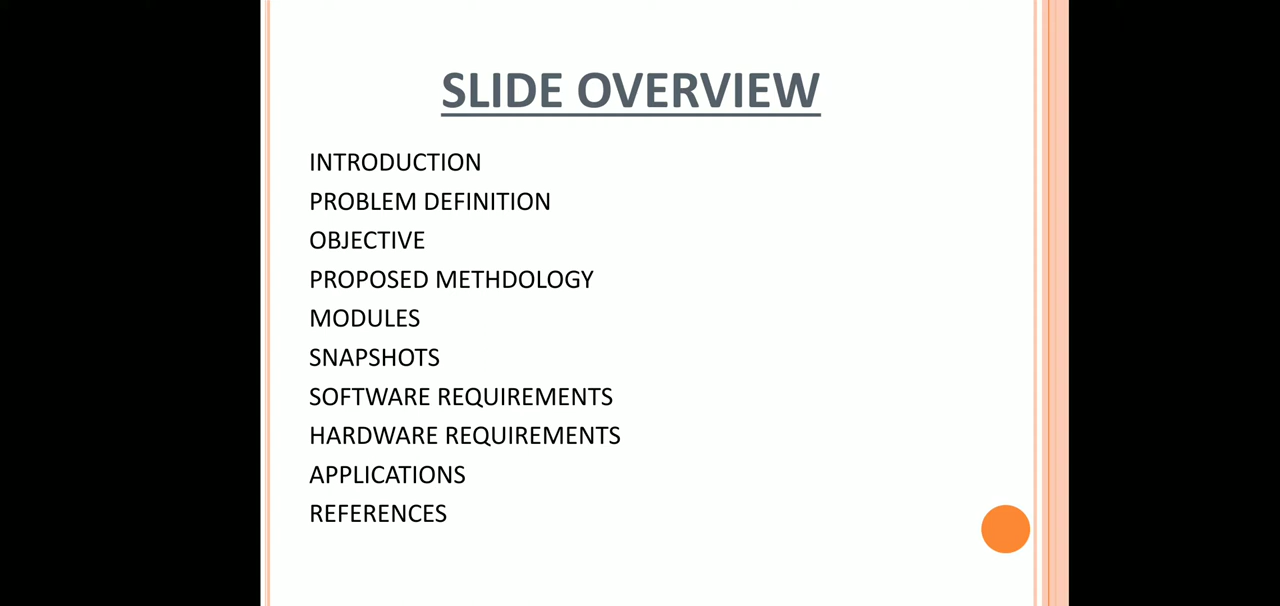 SLIDE OVERVIEW
INTRODUCTION
PROBLEM DEFINITION
OBJECTIVE
PROPOSED METHDOLOGY
MODULES
SNAPSHOTS
SOFTWARE REQUIREMENTS
HARDWARE REQUIREMENTS
APPLICATIONS
REFERENCES